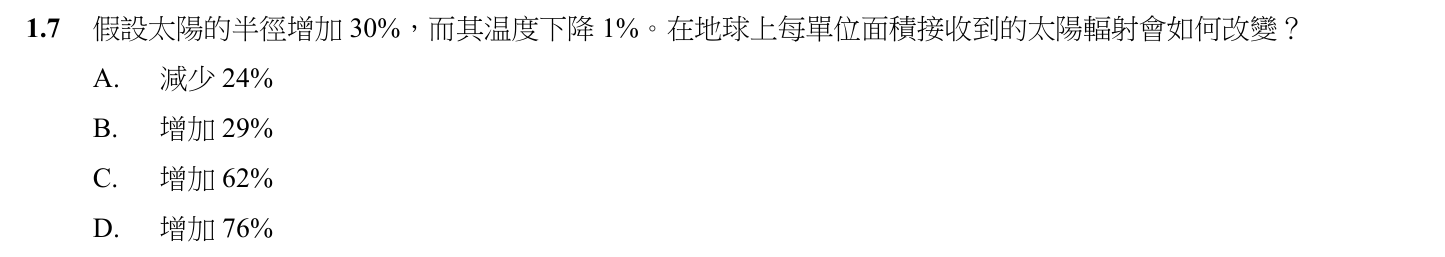 1.7 假設太陽的半徑增加 30%，而其温度下降 1%。在地球上每單位面積接收到的太陽輻射會如何改變？
A. 減少 24%
B. 增加 29%
C. 增加 62%
D. 增加 76%